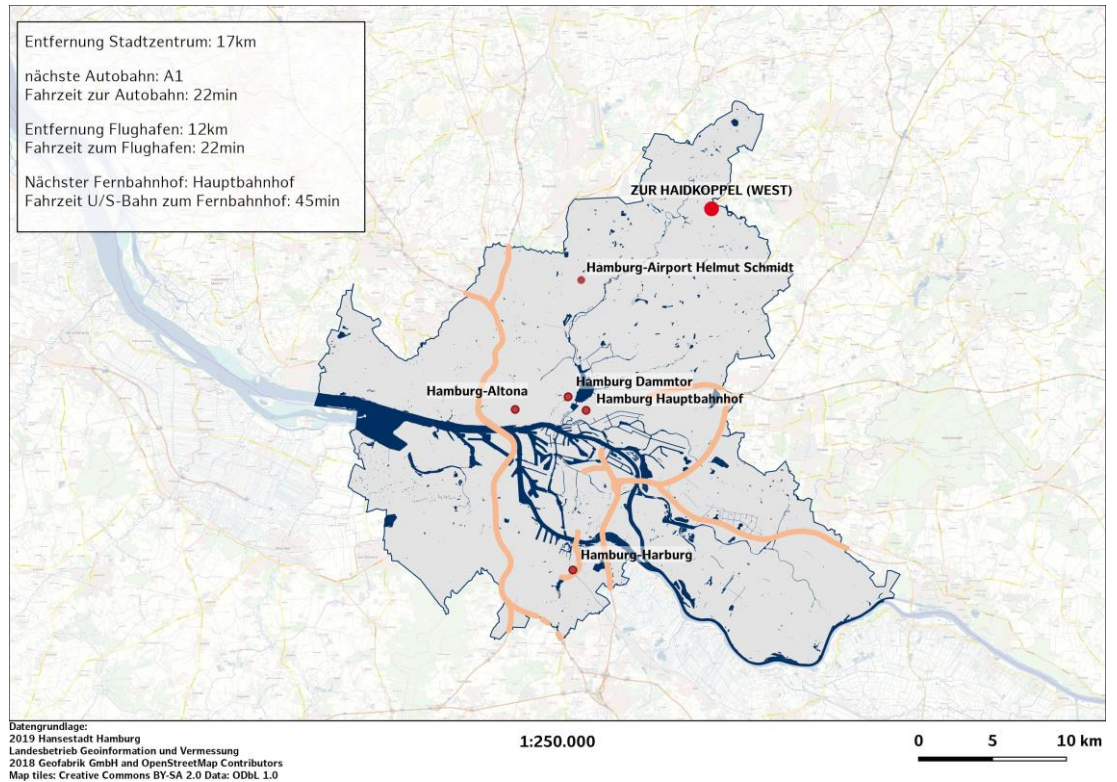 Entfernung Stadtzentrum: 17km
nächste Autobahn: A1
Fahrzeit zur Autobahn: 22min
Entfernung Flughafen: 12km
Fahrzeit zum Flughafen: 22min
Nächster Fernbahnhof: Hauptbahnhof
Fahrzeit U/S-Bahn zum Fernbahnhof: 45min
ZUR HAIDKOPPEL (WEST)
Hamburg-Airport Helmut Schmidt
Hamburg Dammtor
Hamburg-Altona
Hamburg Hauptbahnhof
Hamburg-Harburg
Datengrundlage:
2019 Hansestadt Hamburg
Landesbetrieb Geoinformation und Vermessung
2018 Geofabrik GmbH and OpenStreetMap Contributors
Map tiles: Creative Commons BY-SA 2.0 Data: ODbL 1.0
1:250.000
0 5 10 km